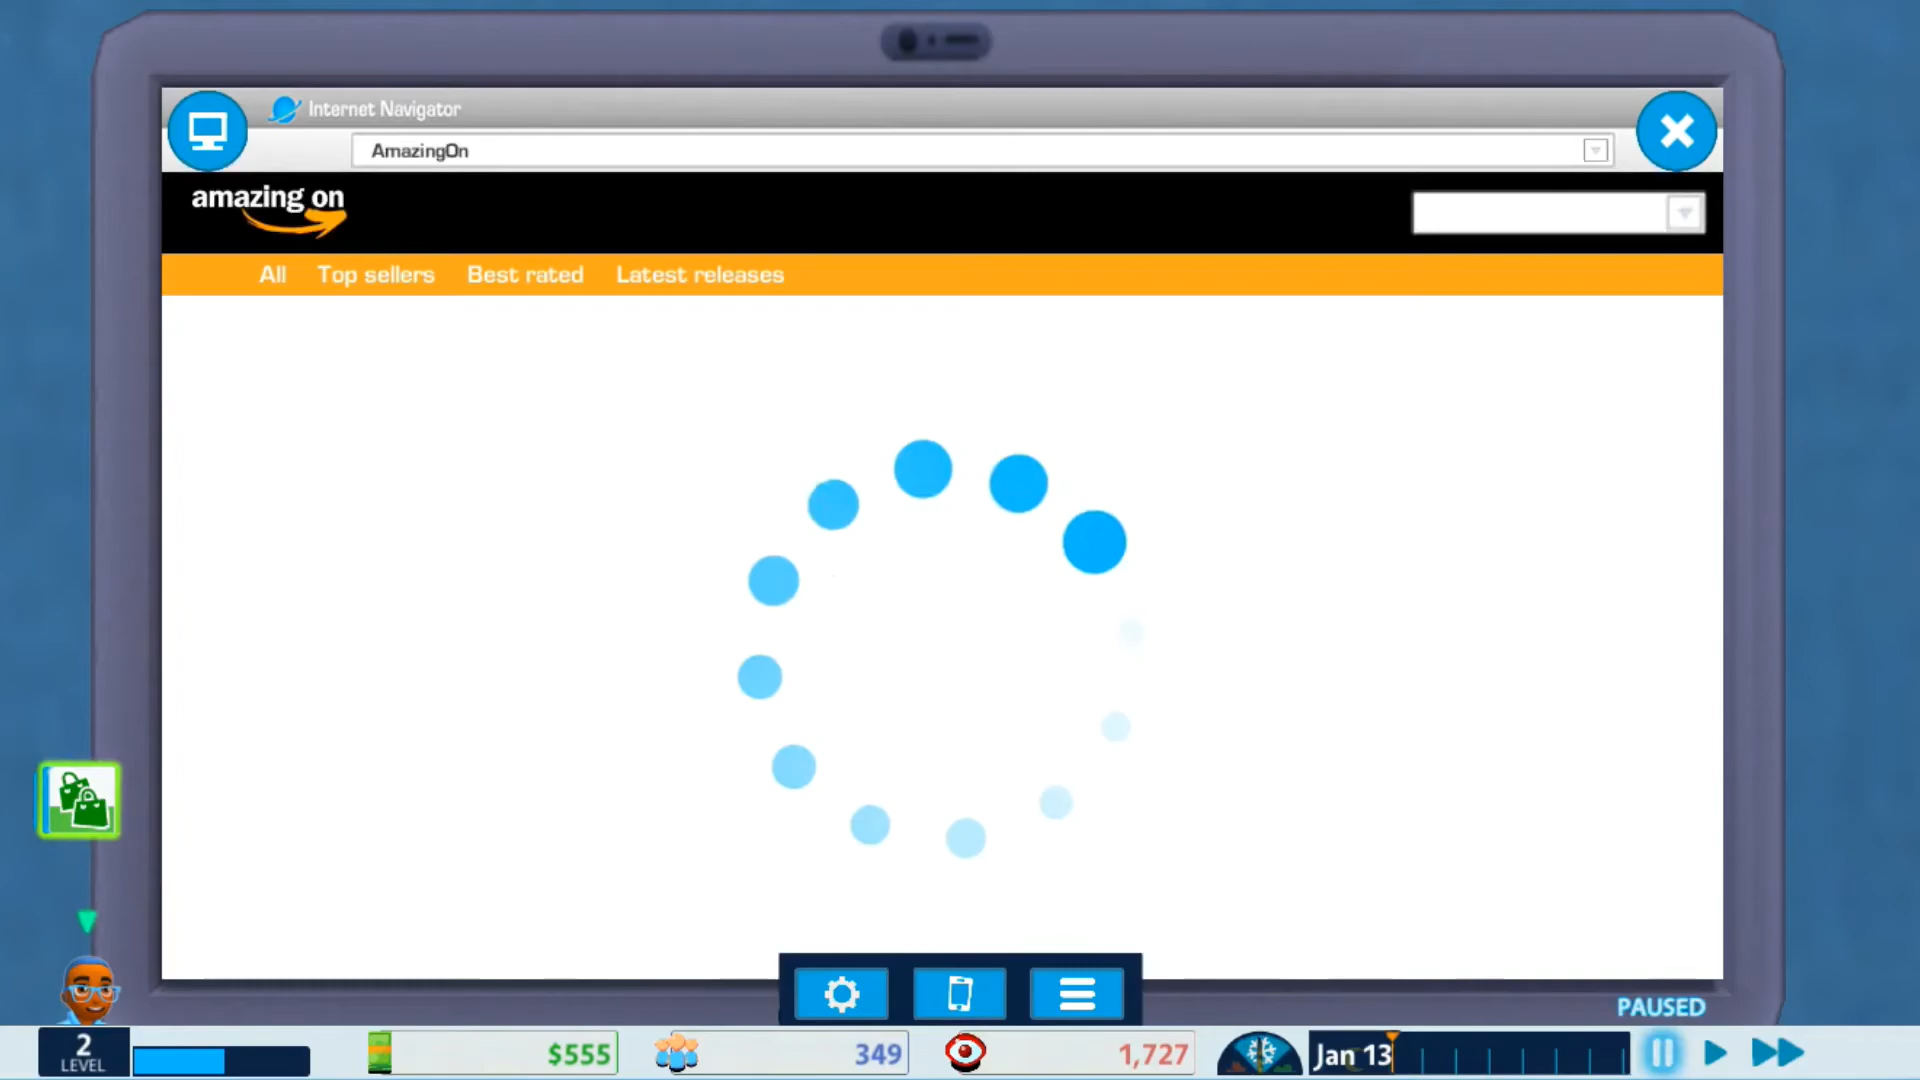 Internet Navigator
AmazingOn
amazing on
All Top sellers Best rated Latest releases
PAUSED
2
LEVEL
$555
349
1,727
Jan 13